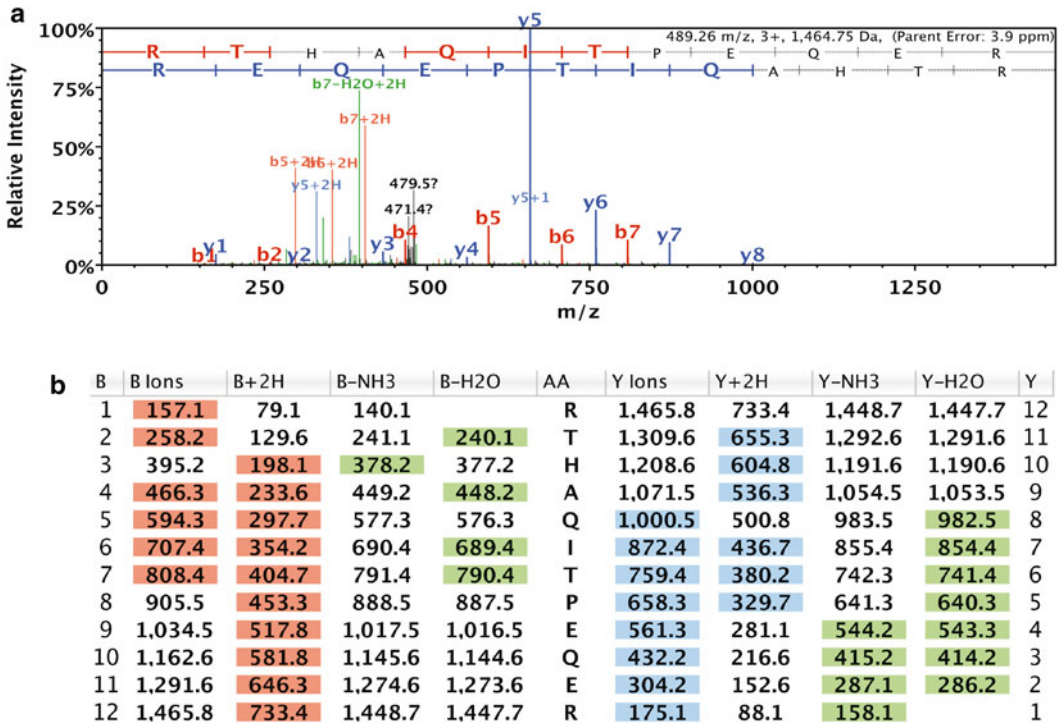 a
y5
100%
489.26 m/z, 3+, 1,464.75 Da, (Parent Error: 3.9 ppm)
R T H A Q I T P E Q E R
R E Q E P T I Q A H T R
b7-H2O+2H
75%
b7+2H
50%
b5+2H b6+2H
y5+2H 479.5? y5+1
25%
471.4? b5 y6
b4 b7
b1 y1 b2 y2 y3 y4 b6 y7 y8
0%
0 250 500 750 1000 1250
Relative Intensity
m/z
b
B B Ions B+2H B-NH3 B-H2O AA Y Ions Y+2H Y-NH3 Y-H2O Y
1 157.1 79.1 140.1 R 1,465.8 733.4 1,448.7 1,447.7 12
2 258.2 129.6 241.1 240.1 T 1,309.6 655.3 1,292.6 1,291.6 11
3 395.2 198.1 378.2 377.2 H 1,208.6 604.8 1,191.6 1,190.6 10
4 466.3 233.6 449.2 448.2 A 1,071.5 536.3 1,054.5 1,053.5 9
5 594.3 297.7 577.3 576.3 Q 1,000.5 500.8 983.5 982.5 8
6 707.4 354.2 690.4 689.4 I 872.4 436.7 855.4 854.4 7
7 808.4 404.7 791.4 790.4 T 759.4 380.2 742.3 741.4 6
8 905.5 453.3 888.5 887.5 P 658.3 329.7 641.3 640.3 5
9 1,034.5 517.8 1,017.5 1,016.5 E 561.3 281.1 544.2 543.3 4
10 1,162.6 581.8 1,145.6 1,144.6 Q 432.2 216.6 415.2 414.2 3
11 1,291.6 646.3 1,274.6 1,273.6 E 304.2 152.6 287.1 286.2 2
12 1,465.8 733.4 1,448.7 1,447.7 R 175.1 88.1 158.1 1